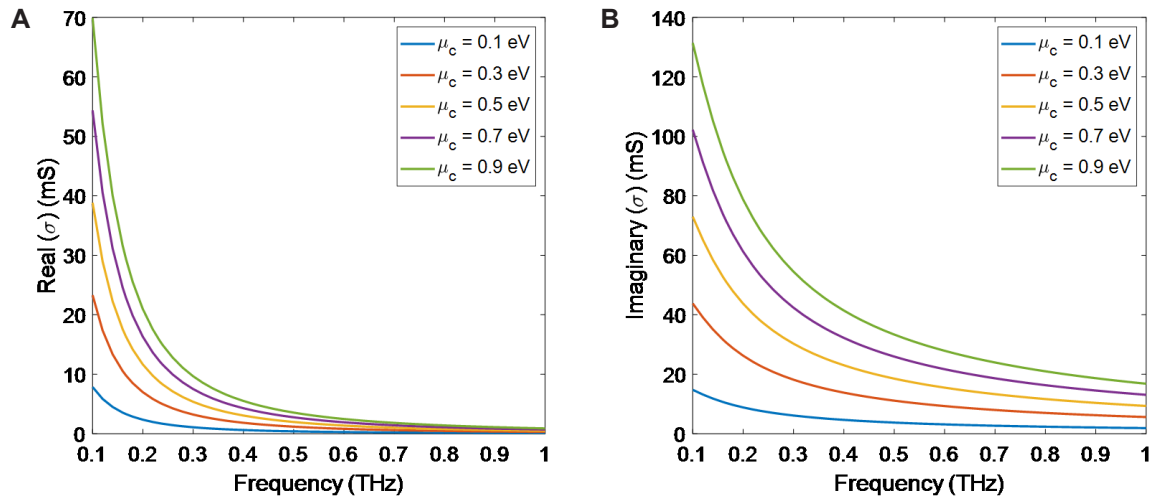 A
Real (σ) (mS)
70
60
50
40
30
20
10
0
0.1 0.2 0.3 0.4 0.5 0.6 0.7 0.8 0.9 1
Frequency (THz)
μc = 0.1 eV
μc = 0.3 eV
μc = 0.5 eV
μc = 0.7 eV
μc = 0.9 eV
B
Imaginary (σ) (mS)
140
120
100
80
60
40
20
0
0.1 0.2 0.3 0.4 0.5 0.6 0.7 0.8 0.9 1
Frequency (THz)
μc = 0.1 eV
μc = 0.3 eV
μc = 0.5 eV
μc = 0.7 eV
μc = 0.9 eV